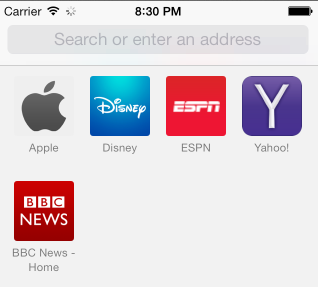 Carrier 8:30 PM
Search or enter an address
Disney
ESPN
Y
Apple Disney ESPN Yahoo!
BBC
NEWS
BBC News -
Home